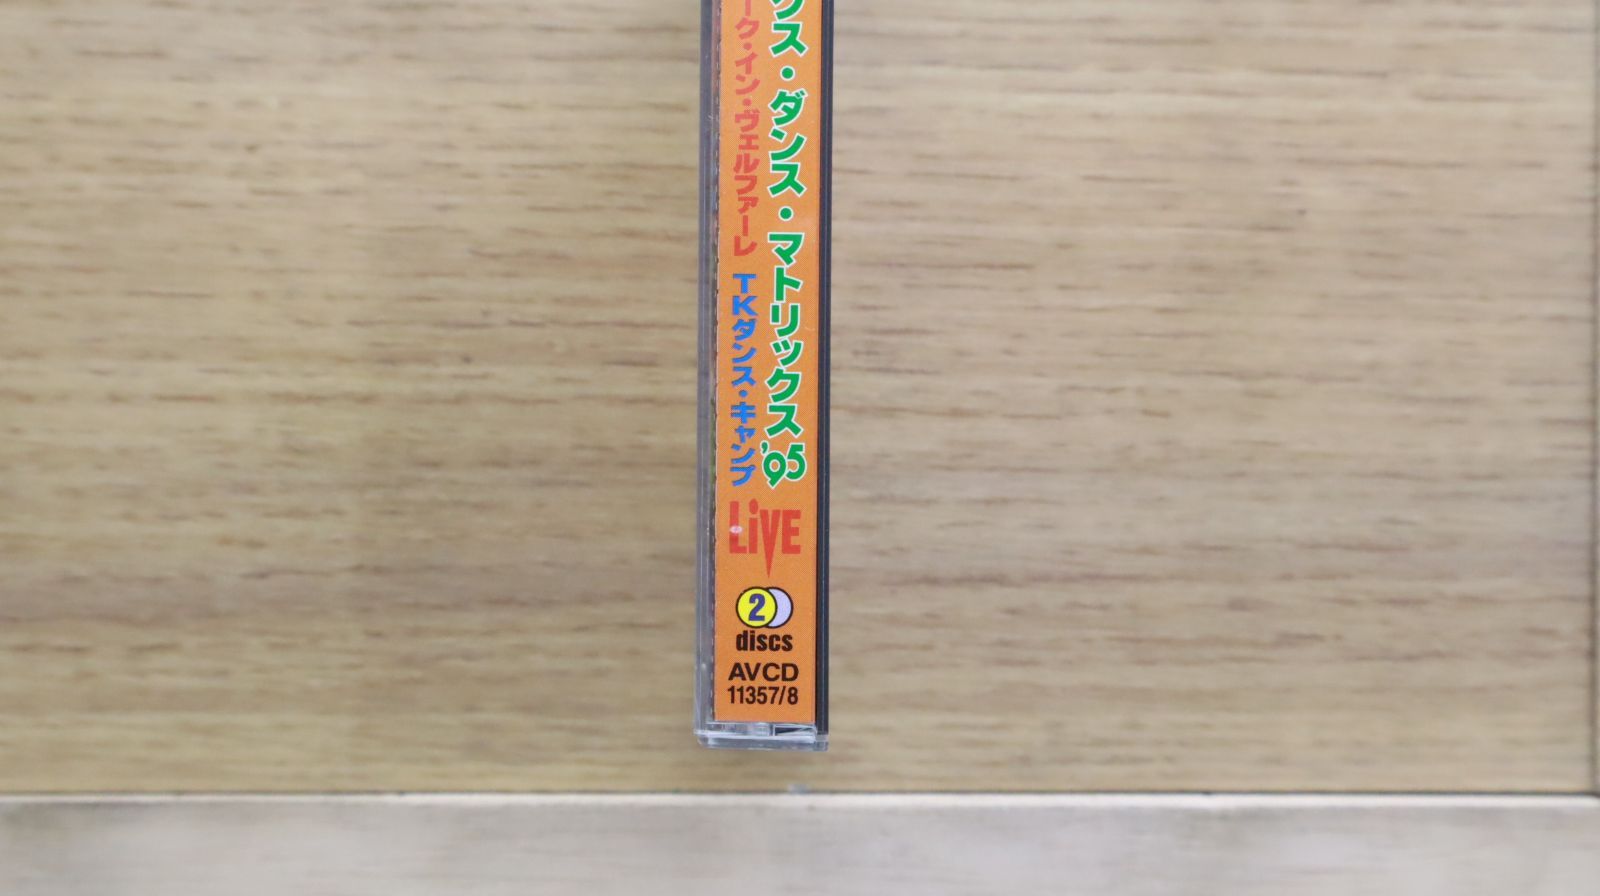 クス・ダンス・マトリックス'95
ーク・イン・ヴェルファーレ TKダンス・キャンプ
LiVE
2
discs
AVCD
11357/8